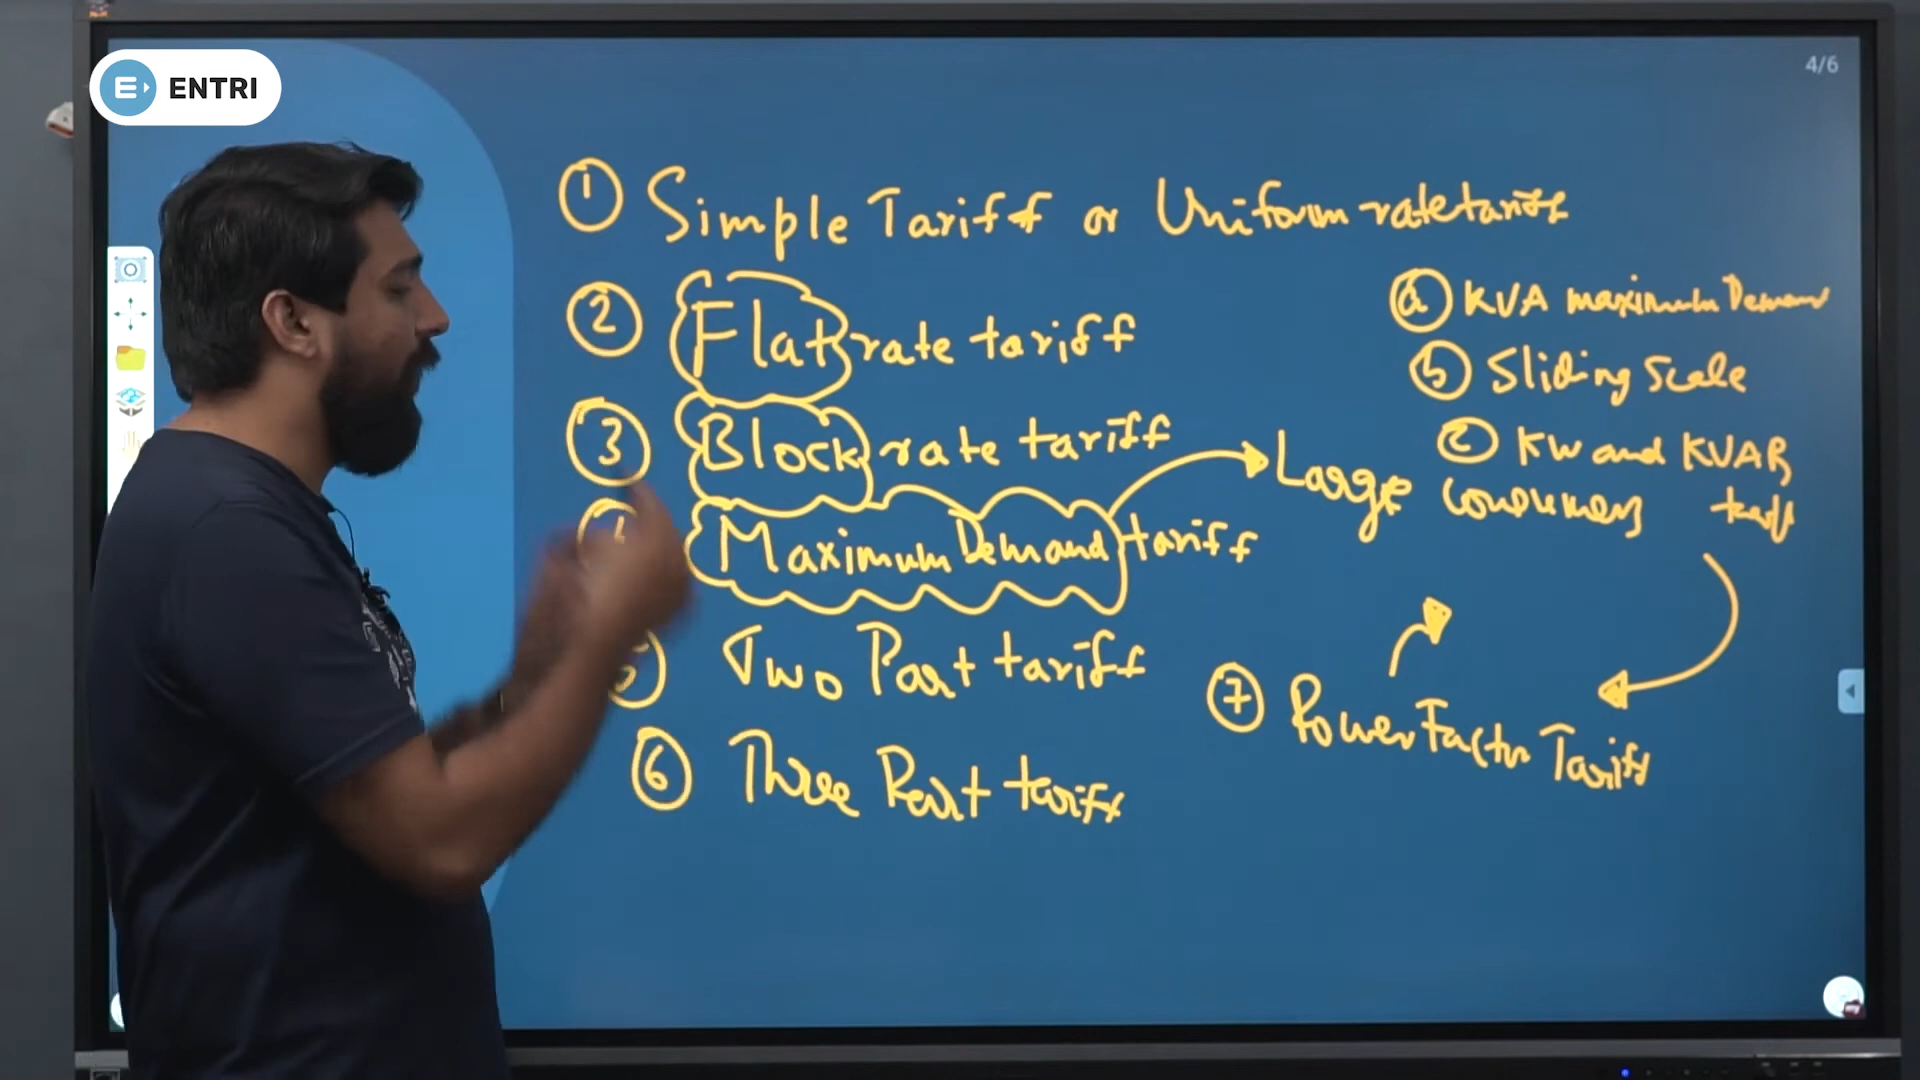 ENTRI
4/6
1 Simple Tariff or Uniform rate tariff
2 Flat rate tariff
3 Block rate tariff
Maximum Demand tariff
Large consumers
5 Two Part tariff
6 Three Part tariff
a KVA maximum Demand
b Sliding Scale
c KW and KVAR
tariff
7 Power Factor Tariff